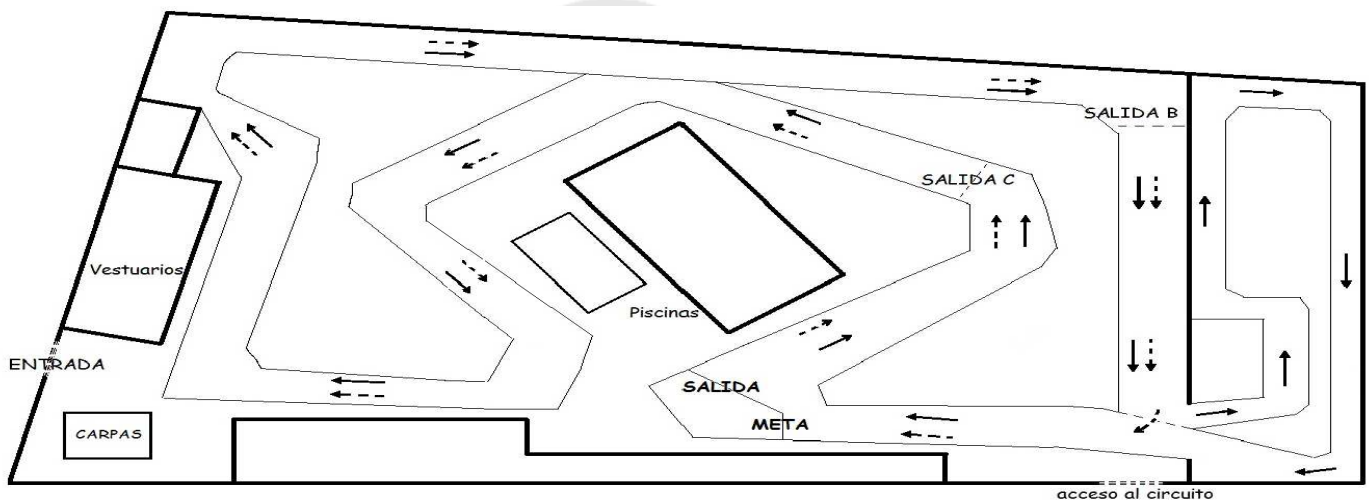 SALIDA B
SALIDA C
Vestuarios
Piscinas
ENTRADA
SALIDA
META
CARPAS
acceso al circuito